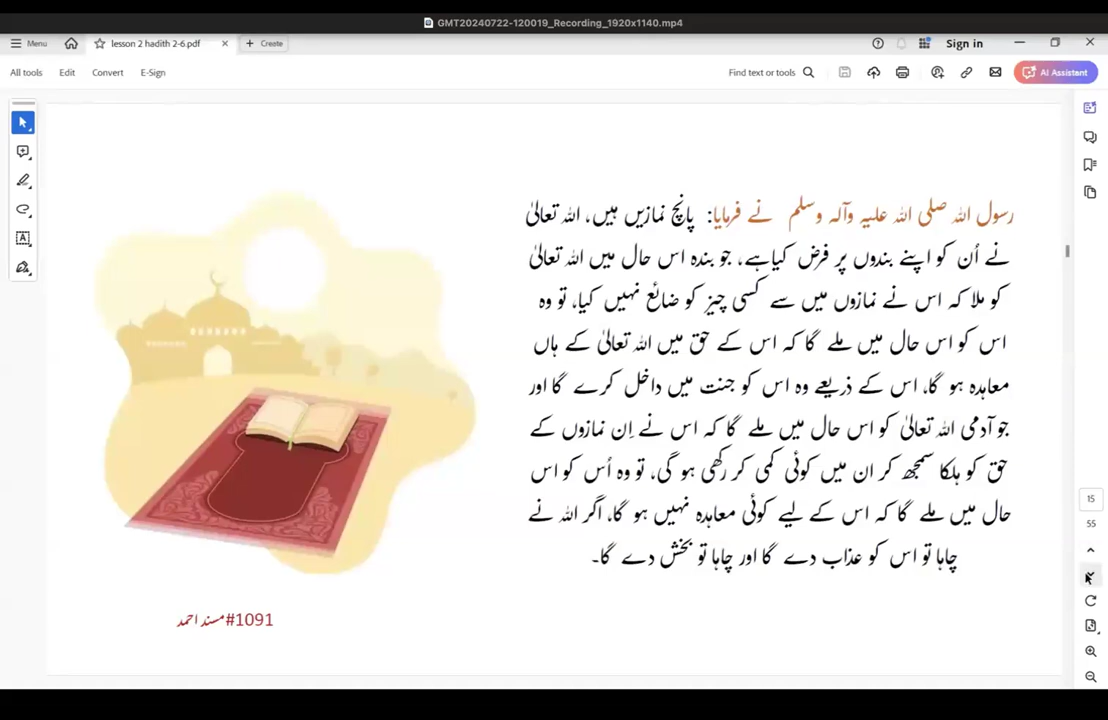 GMT20240722-120019_Recording_1920x1140.mp4
Menu
lesson 2 hadith 2-6.pdf
Create
Sign in
All tools
Edit
Convert
E-Sign
Find text or tools
AI Assistant
رسول اللہ صلی اللہ علیہ وآلہ وسلم نے فرمایا: پانچ نمازیں ہیں، اللہ تعالیٰ
نے اُن کو اپنے بندوں پر فرض کیا ہے، جو بندہ اس حال میں اللہ تعالیٰ
کو ملا کہ اس نے نمازوں میں سے کسی چیز کو ضائع نہیں کیا، تو وہ
اس کو اس حال میں ملے گا کہ اس کے حق میں اللہ تعالیٰ کے ہاں
معاہدہ ہو گا، اس کے ذریعے وہ اس کو جنت میں داخل کرے گا اور
جو آدمی اللہ تعالیٰ کو اس حال میں ملے گا کہ اس نے اِن نمازوں کے
حق کو ہلکا سمجھ کر ان میں کوئی کمی کر رکھی ہو گی، تو وہ اُس کو اس
حال میں ملے گا کہ اس کے لیے کوئی معاہدہ نہیں ہو گا، اگر اللہ نے
چاہا تو اس کو عذاب دے گا اور چاہا تو بخش دے گا۔
مسند احمد#1091
15
55